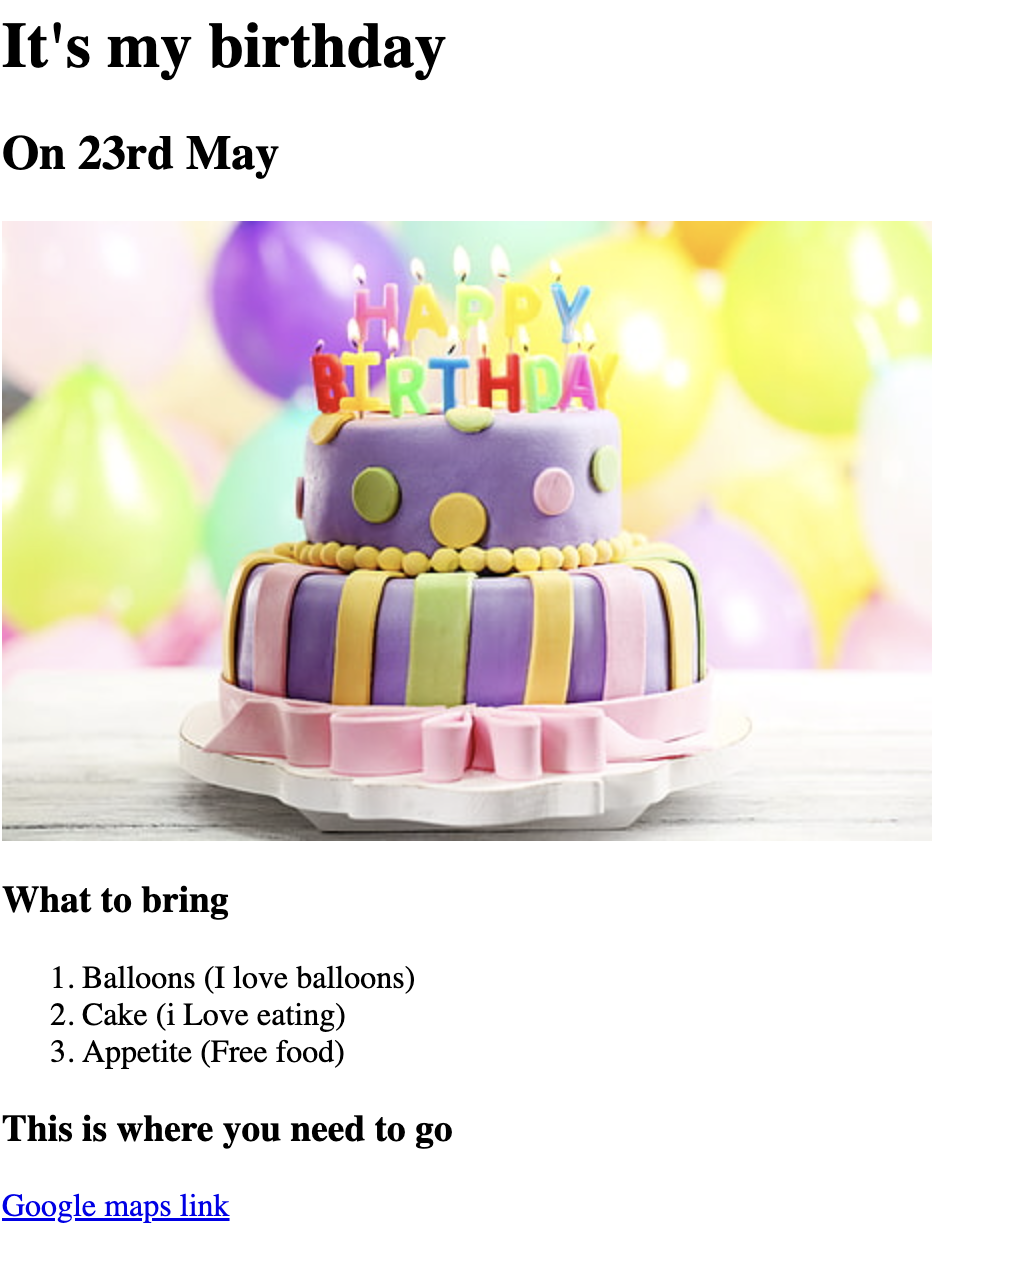 It's my birthday
On 23rd May
HAPPY
BIRTHDAY
What to bring
1. Balloons (I love balloons)
2. Cake (i Love eating)
3. Appetite (Free food)
This is where you need to go
Google maps link